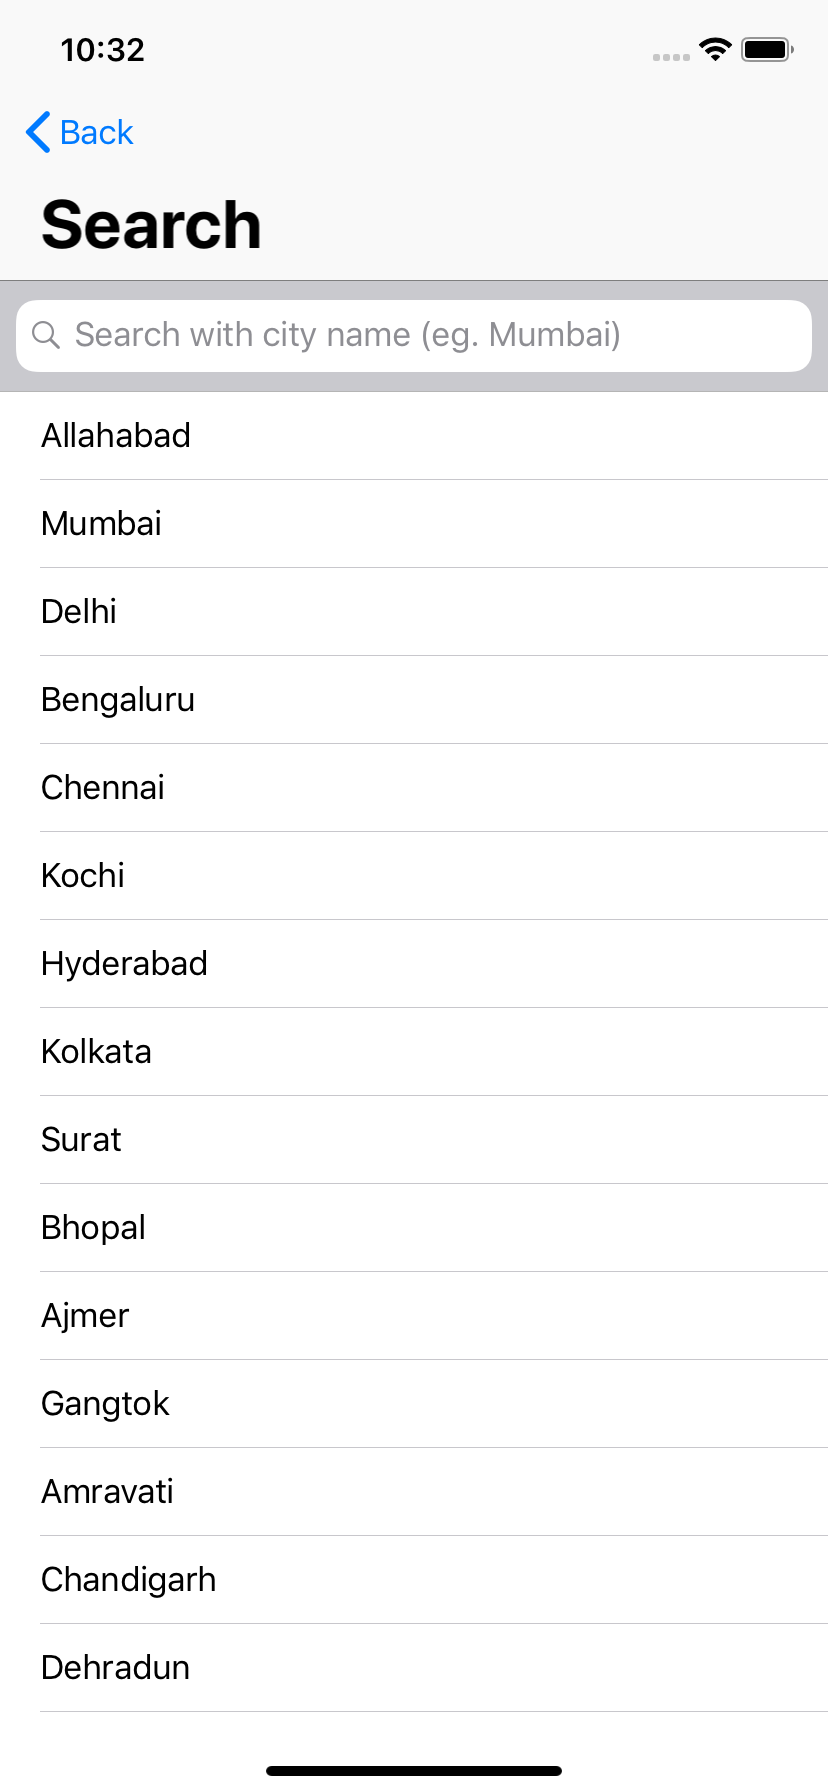 10:32
Back
Search
Search with city name (eg. Mumbai)
Allahabad
Mumbai
Delhi
Bengaluru
Chennai
Kochi
Hyderabad
Kolkata
Surat
Bhopal
Ajmer
Gangtok
Amravati
Chandigarh
Dehradun